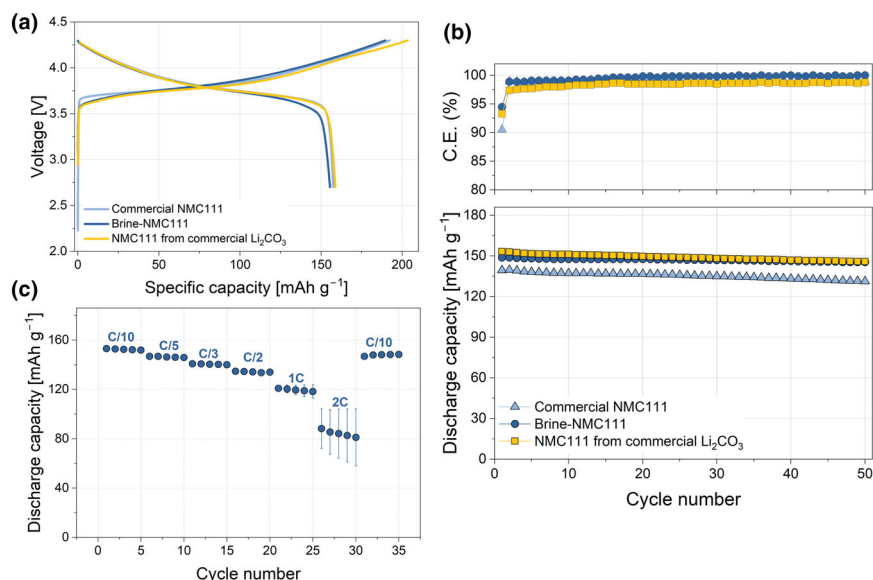 (a)
4.5
4.0
3.5
3.0
2.5
2.0
Voltage [V]
Commercial NMC111
Brine-NMC111
NMC111 from commercial Li₂CO₃
0 50 100 150 200
Specific capacity [mAh g⁻¹]
(b)
100
95
90
85
80
C.E. (%)
180
150
120
90
60
30
0
Discharge capacity [mAh g⁻¹]
Commercial NMC111
Brine-NMC111
NMC111 from commercial Li₂CO₃
0 10 20 30 40 50
Cycle number
(c)
160
120
80
40
0
Discharge capacity [mAh g⁻¹]
C/10
C/5
C/3
C/2
1C
2C
C/10
0 5 10 15 20 25 30 35
Cycle number